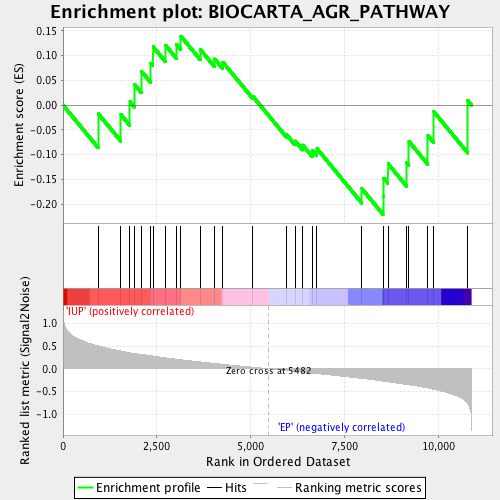 Enrichment plot: BIOCARTA_AGR_PATHWAY
Enrichment score (ES)
0.15
0.10
0.05
0.00
-0.05
-0.10
-0.15
-0.20
'IUP' (positively correlated)
Ranked list metric (Signal2Noise)
1.0
0.5
0.0
-0.5
-1.0
Zero cross at 5482
'EP' (negatively correlated)
0
2,500
5,000
7,500
10,000
Rank in Ordered Dataset
Enrichment profile
Hits
Ranking metric scores